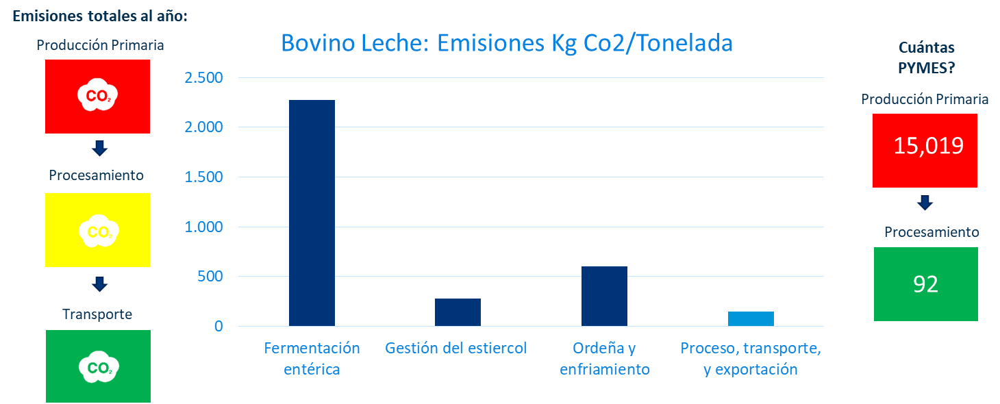 Emisiones totales al año:
Producción Primaria
CO2
Procesamiento
CO2
Transporte
CO2
Bovino Leche: Emisiones Kg Co2/Tonelada
2.500
2.000
1.500
1.000
500
0
Fermentación
entérica
Gestión del estiercol
Ordeña y
enfriamiento
Proceso, transporte,
y exportación
Cuántas
PYMES?
Producción Primaria
15,019
Procesamiento
92